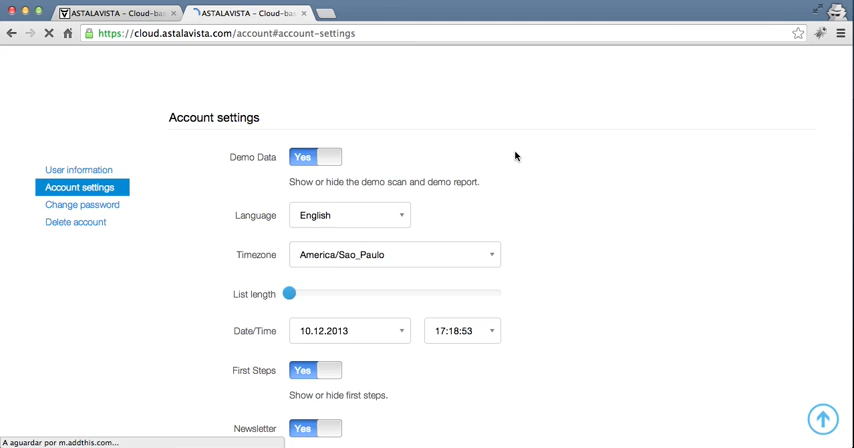 ASTALAVISTA – Cloud-bas
ASTALAVISTA – Cloud-bas
https://cloud.astalavista.com/account#account-settings
Account settings
User information
Account settings
Change password
Delete account
Demo Data Yes
Show or hide the demo scan and demo report.
Language English
Timezone America/Sao_Paulo
List length
Date/Time 10.12.2013 17:18:53
First Steps Yes
Show or hide first steps.
Newsletter Yes
A aguardar por m.addthis.com...